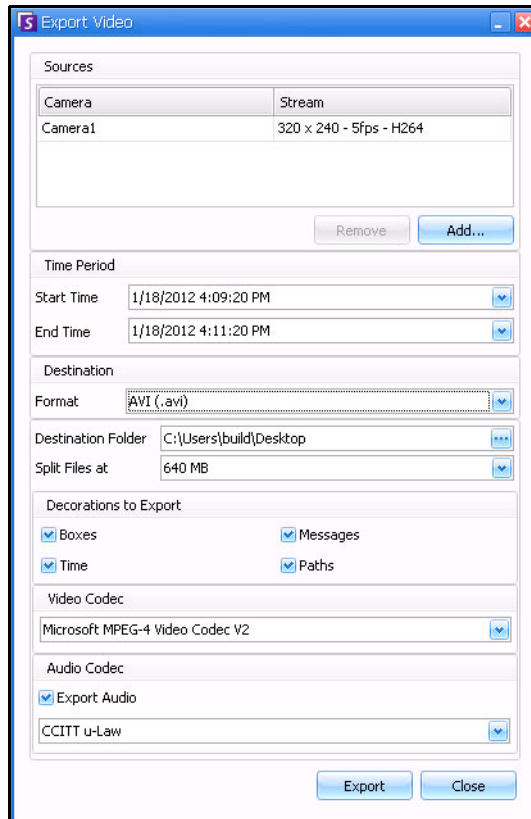 S Export Video
Sources
Camera Stream
Camera1 320 x 240 - 5fps - H264
Remove Add...
Time Period
Start Time 1/18/2012 4:09:20 PM
End Time 1/18/2012 4:11:20 PM
Destination
Format AVI (.avi)
Destination Folder C:\Users\build\Desktop ...
Split Files at 640 MB
Decorations to Export
Boxes Messages
Time Paths
Video Codec
Microsoft MPEG-4 Video Codec V2
Audio Codec
Export Audio
CCITT u-Law
Export Close